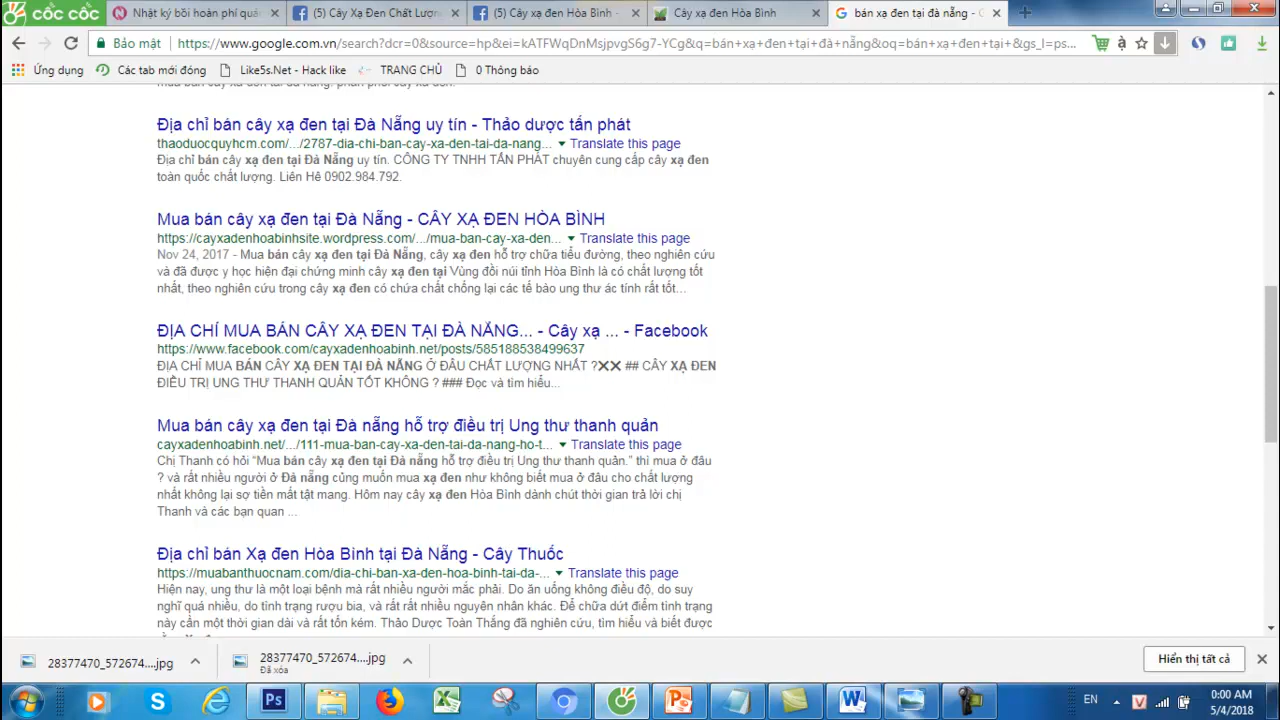 cốc cốc
Nhật ký bồi hoàn phí quản
(5) Cây Xạ Đen Chất Lượn
(5) Cây xạ đen Hòa Bình -
Cây xạ đen Hòa Bình
bán xạ đen tại đà nẵng - G
Bảo mật
https://www.google.com.vn/search?dcr=0&source=hp&ei=kATFWqDnMsjpvgS6g7-YCg&q=bán+xạ+đen+tại+đà+nẵng&oq=bán+xạ+đen+tại+&gs_l=ps...
Ứng dụng
Các tab mới đóng
Like5s.Net - Hack like
TRANG CHỦ
0 Thông báo
Địa chỉ bán cây xạ đen tại Đà Nẵng uy tín - Thảo dược tấn phát
thaoduocquyhcm.com/.../2787-dia-chi-ban-cay-xa-den-tai-da-nang... ▼ Translate this page
Địa chỉ bán cây xạ đen tại Đà Nẵng uy tín. CÔNG TY TNHH TẤN PHÁT chuyên cung cấp cây xạ đen
toàn quốc chất lượng. Liên Hệ 0902.984.792.
Mua bán cây xạ đen tại Đà Nẵng - CÂY XẠ ĐEN HÒA BÌNH
https://cayxadenhoabinhsite.wordpress.com/.../mua-ban-cay-xa-den... ▼ Translate this page
Nov 24, 2017 - Mua bán cây xạ đen tại Đà Nẵng, cây xạ đen hỗ trợ chữa tiểu đường, theo nghiên cứu
và đã được y học hiện đại chứng minh cây xạ đen tại Vùng đồi núi tỉnh Hòa Bình là có chất lượng tốt
nhất, theo nghiên cứu trong cây xạ đen có chứa chất chống lại các tế bào ung thư ác tính rất tốt...
ĐỊA CHỈ MUA BÁN CÂY XẠ ĐEN TẠI ĐÀ NẴNG... - Cây xạ ... - Facebook
https://www.facebook.com/cayxadenhoabinh.net/posts/585188538499637
ĐỊA CHỈ MUA BÁN CÂY XẠ ĐEN TẠI ĐÀ NẴNG Ở ĐÂU CHẤT LƯỢNG NHẤT ?❌❌ ## CÂY XẠ ĐEN
ĐIỀU TRỊ UNG THƯ THANH QUẢN TỐT KHÔNG ? ### Đọc và tìm hiểu...
Mua bán cây xạ đen tại Đà nẵng hỗ trợ điều trị Ung thư thanh quản
cayxadenhoabinh.net/.../111-mua-ban-cay-xa-den-tai-da-nang-ho-t... ▼ Translate this page
Chị Thanh có hỏi “Mua bán cây xạ đen tại Đà nẵng hỗ trợ điều trị Ung thư thanh quản.” thì mua ở đâu
? và rất nhiều người ở Đà nẵng củng muốn mua xạ đen như không biết mua ở đâu cho chất lượng
nhất không lại sợ tiền mất tật mang. Hôm nay cây xạ đen Hòa Bình dành chút thời gian trả lời chị
Thanh và các bạn quan ...
Địa chỉ bán Xạ đen Hòa Bình tại Đà Nẵng - Cây Thuốc
https://muabanthuocnam.com/dia-chi-ban-xa-den-hoa-binh-tai-da-... ▼ Translate this page
Hiện nay, ung thư là một loại bệnh mà rất nhiều người mắc phải. Do ăn uống không điều độ, do suy
nghĩ quá nhiều, do tình trạng rượu bia, và rất rất nhiều nguyên nhân khác. Để chữa dứt điểm tình trạng
này cần một thời gian dài và rất tốn kém. Thảo Dược Toàn Thắng đã nghiên cứu, tìm hiểu và biết được
28377470_572674....jpg
28377470_572674....jpg
Đã xóa
Hiển thị tất cả
EN
0:00 AM
5/4/2018